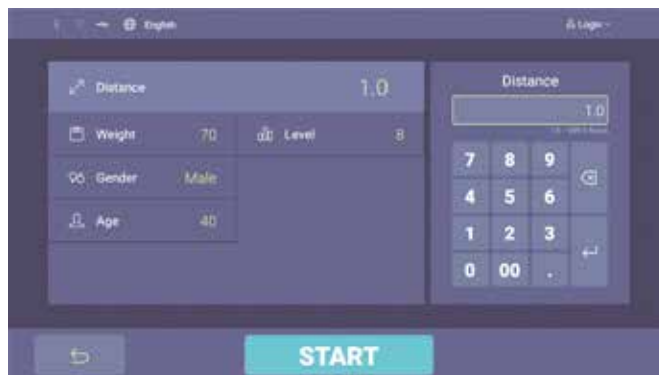 English
Login
Distance 1.0
Weight 70
Level 8
Gender Male
Age 40
Distance
1.0
7 8 9
4 5 6
1 2 3
0 00 .
START